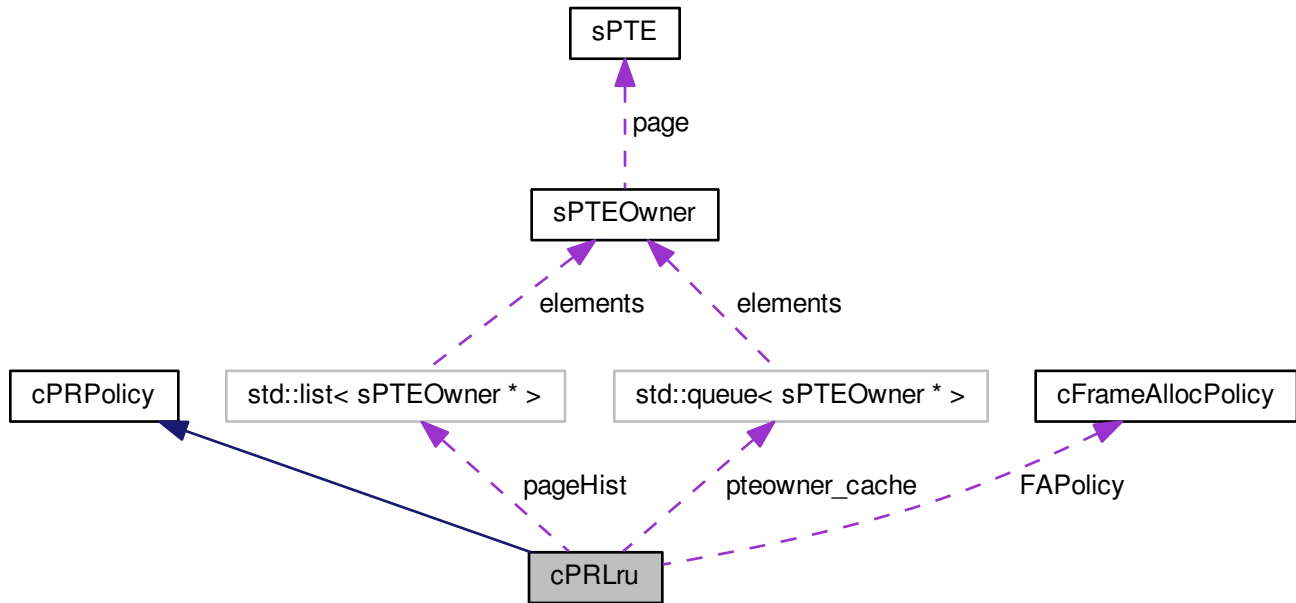 sPTE
page
sPTEOwner
elements
elements
cPRPolicy
std::list< sPTEOwner * >
std::queue< sPTEOwner * >
cFrameAllocPolicy
pageHist
pteowner_cache
FAPolicy
cPRLru